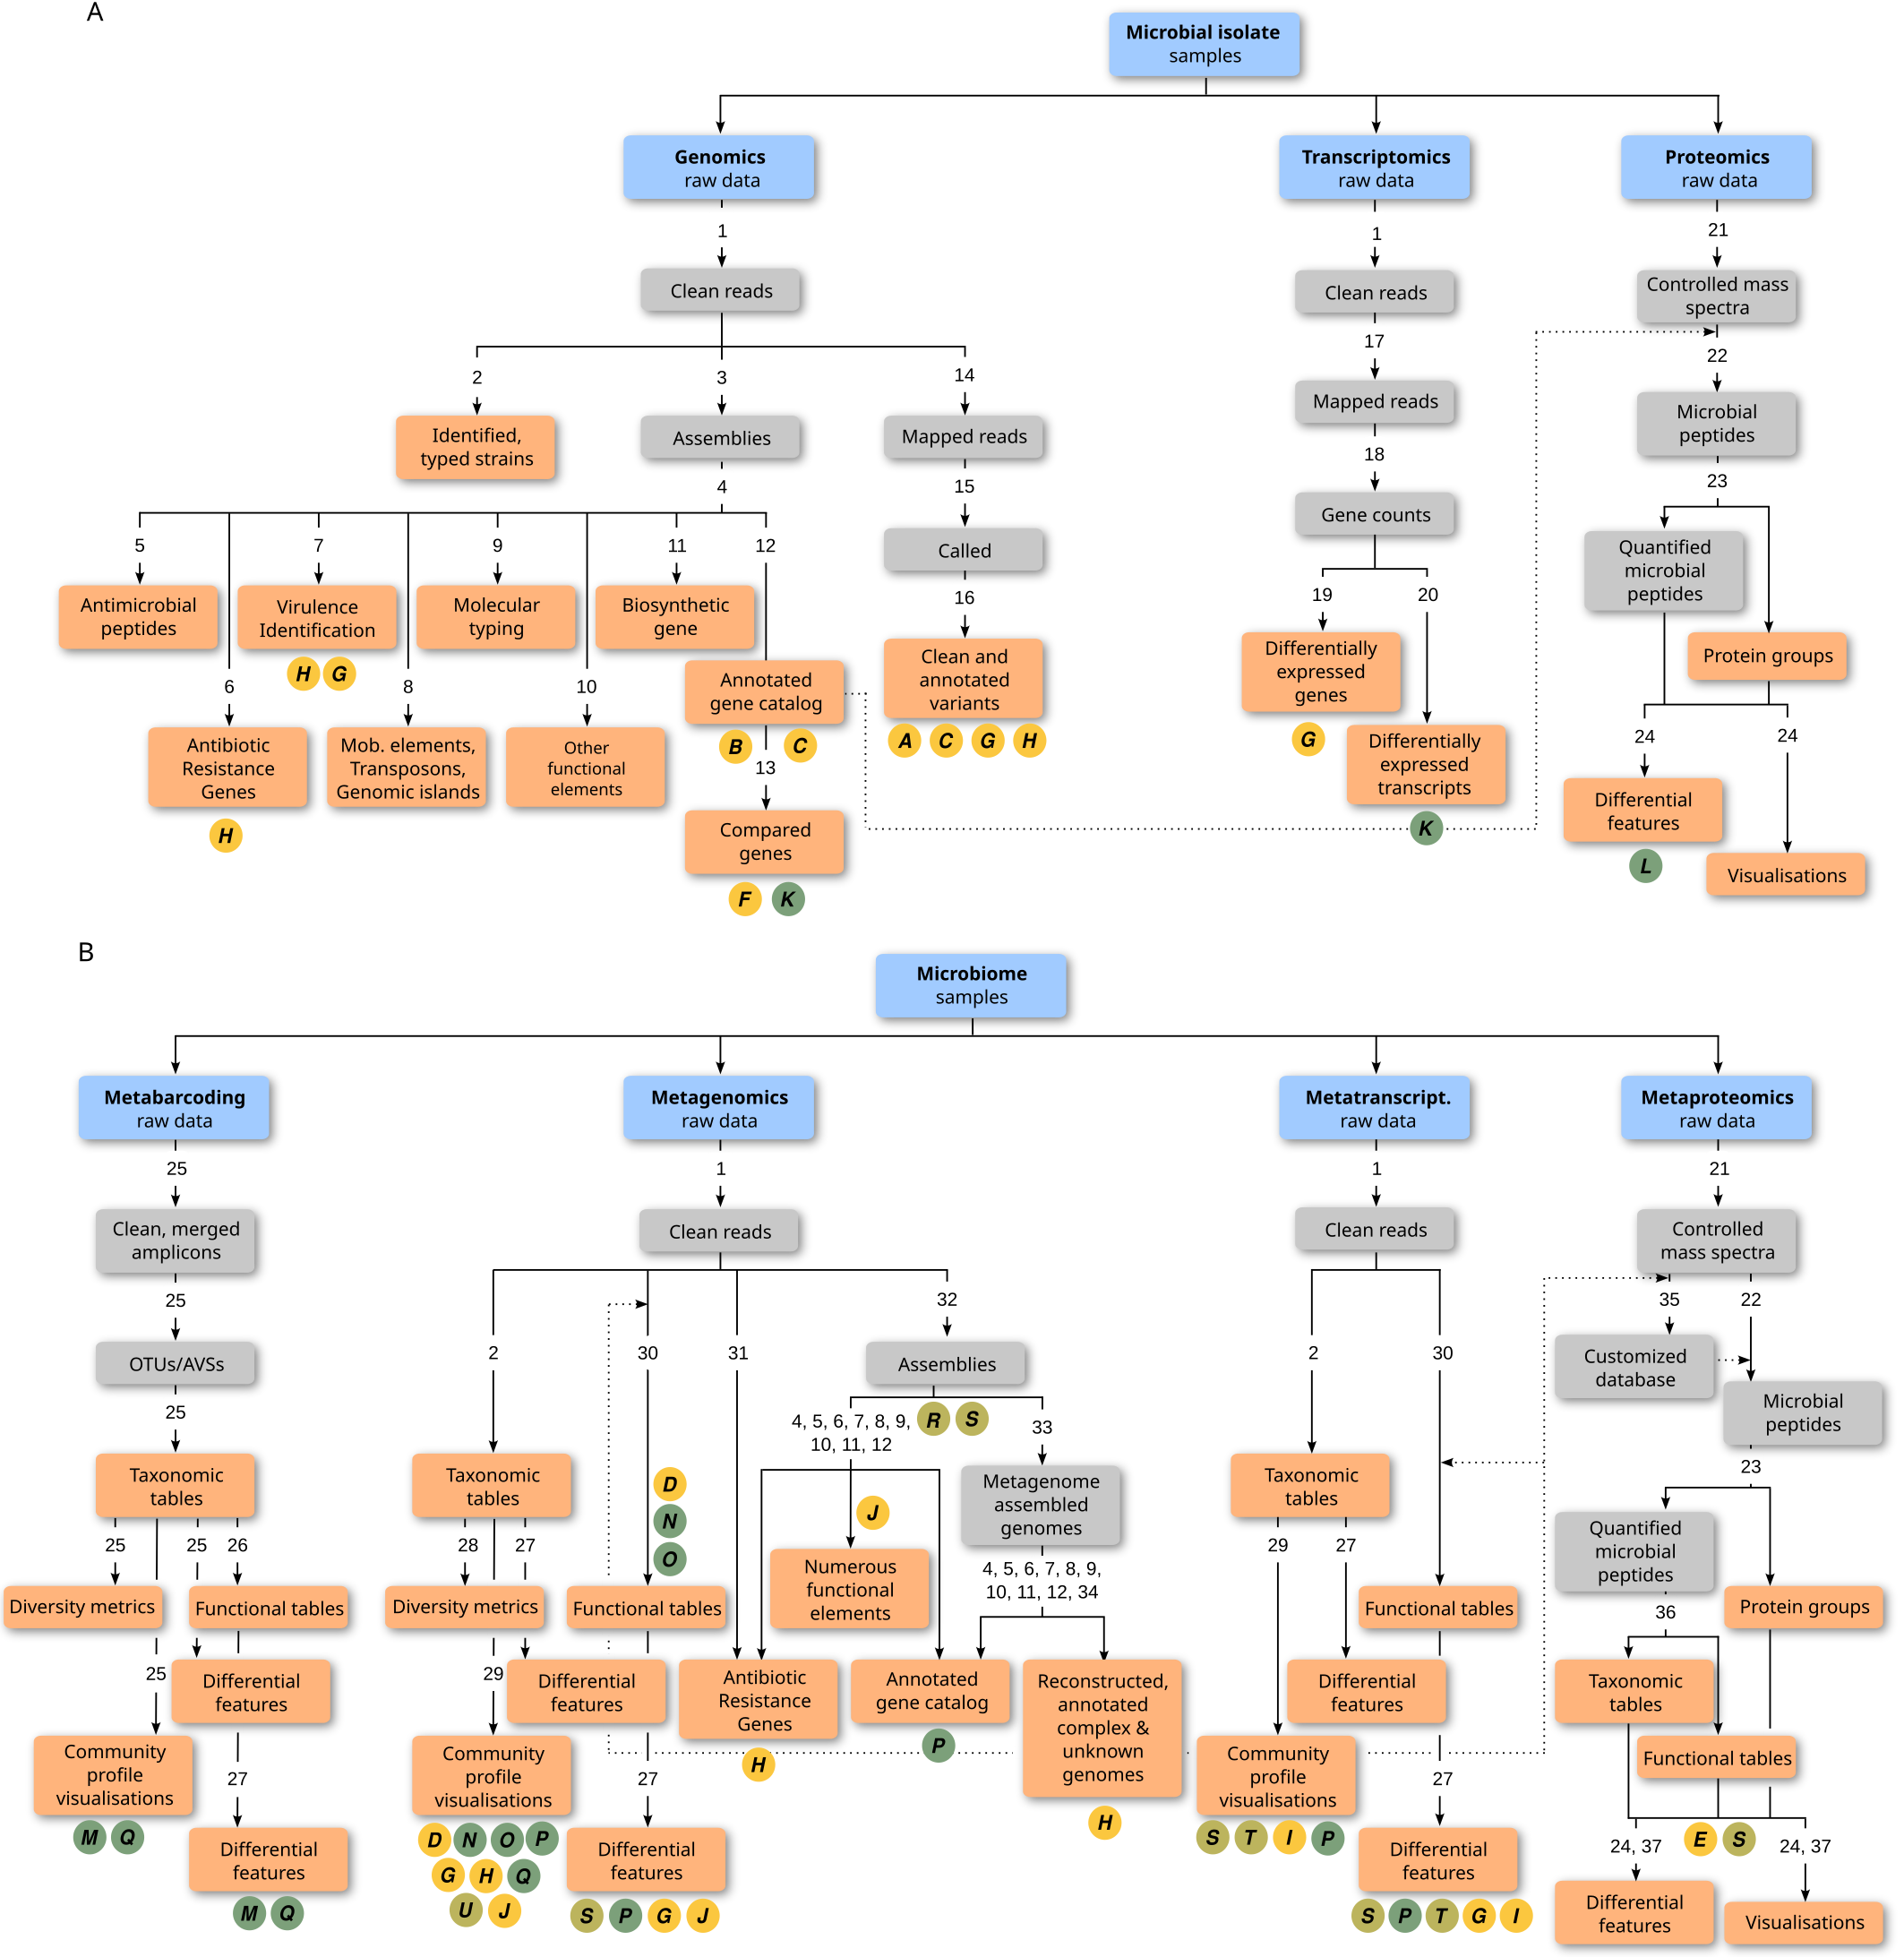 A
Microbial isolate
samples
Genomics
raw data
Transcriptomics
raw data
Proteomics
raw data
1
1
21
Clean reads
Clean reads
Controlled mass
spectra
2
3
14
17
22
Identified,
typed strains
Assemblies
Mapped reads
Mapped reads
Microbial
peptides
4
15
18
23
5
7
9
11
12
Called
Gene counts
Quantified
microbial
peptides
Antimicrobial
peptides
Virulence
Identification
Molecular
typing
Biosynthetic
gene
16
19
20
H G
6
8
10
Annotated
gene catalog
Clean and
annotated
variants
Differentially
expressed
genes
Protein groups
B C
A C G H
G
24
24
Antibiotic
Resistance
Genes
Mob. elements,
Transposons,
Genomic islands
Other
functional
elements
13
Differentially
expressed
transcripts
Differential
features
H
Compared
genes
K
L
Visualisations
F K
B
Microbiome
samples
Metabarcoding
raw data
Metagenomics
raw data
Metatranscript.
raw data
Metaproteomics
raw data
25
1
1
21
Clean, merged
amplicons
Clean reads
Clean reads
Controlled
mass spectra
25
32
35
22
OTUs/AVSs
2
30
31
Assemblies
2
30
Customized
database
25
4, 5, 6, 7, 8, 9,
10, 11, 12
R S
33
Microbial
peptides
Taxonomic
tables
Taxonomic
tables
D
N
O
J
Metagenome
assembled
genomes
Taxonomic
tables
23
25
25
26
28
27
29
27
Quantified
microbial
peptides
Numerous
functional
elements
4, 5, 6, 7, 8, 9,
10, 11, 12, 34
Diversity metrics
Functional tables
Diversity metrics
Functional tables
Functional tables
36
Protein groups
25
Differential
features
29
Differential
features
Antibiotic
Resistance
Genes
Annotated
gene catalog
Reconstructed,
annotated
complex &
unknown
genomes
Differential
features
Taxonomic
tables
H
P
Community
profile
visualisations
27
Community
profile
visualisations
27
Community
profile
visualisations
27
Functional tables
M Q
D N O P
G H Q
U J
H
S T I P
E S
24, 37
24, 37
Differential
features
Differential
features
Differential
features
Differential
features
Visualisations
M Q
S P G J
S P T G I